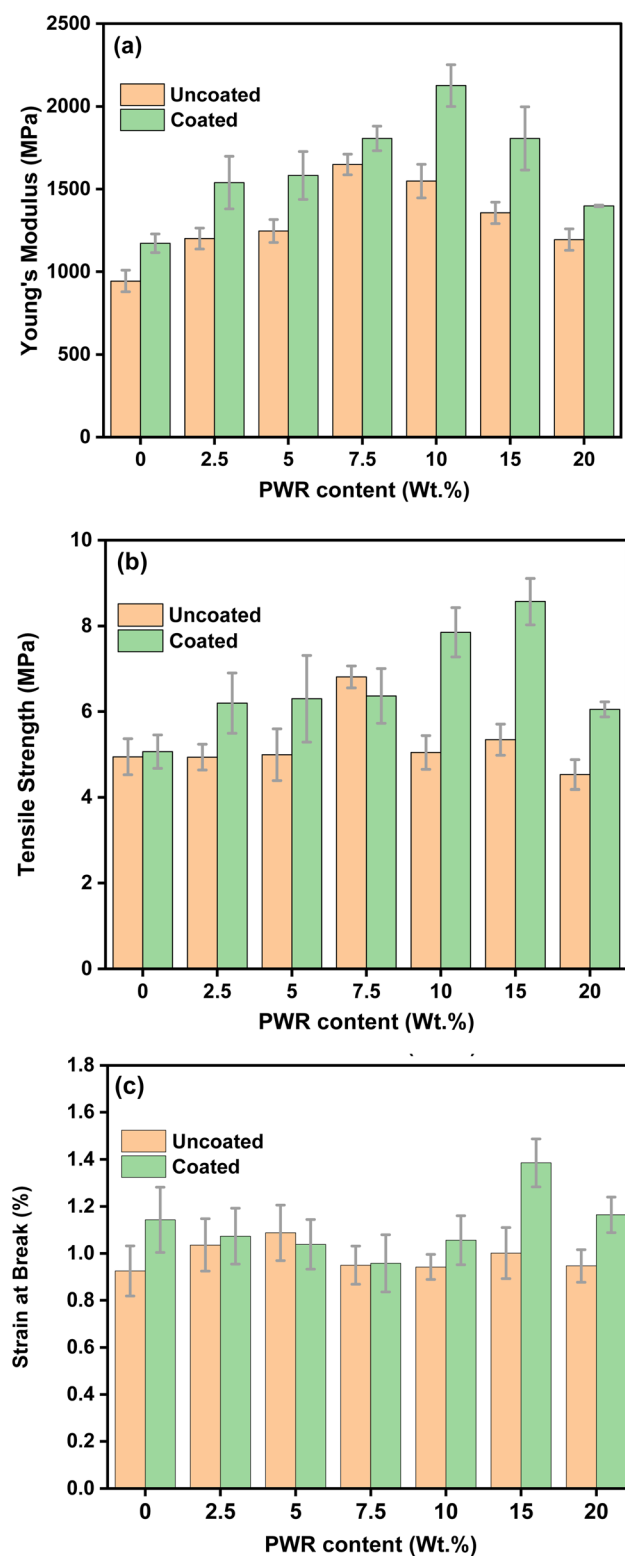 (a)
Uncoated
Coated
2500
2000
1500
1000
500
0
Young's Modulus (MPa)
0 2.5 5 7.5 10 15 20
PWR content (Wt.%)
(b)
Uncoated
Coated
10
8
6
4
2
0
Tensile Strength (MPa)
0 2.5 5 7.5 10 15 20
PWR content (Wt.%)
(c)
Uncoated
Coated
1.8
1.6
1.4
1.2
1.0
0.8
0.6
0.4
0.2
0.0
Strain at Break (%)
0 2.5 5 7.5 10 15 20
PWR content (Wt.%)